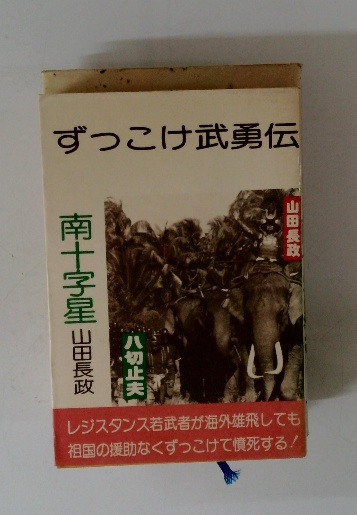 ずっこけ武勇伝
山田長政
南十字星
山田長政
八切止夫
レジスタンス若武者が海外雄飛しても
祖国の援助なくずっこけて憤死する!